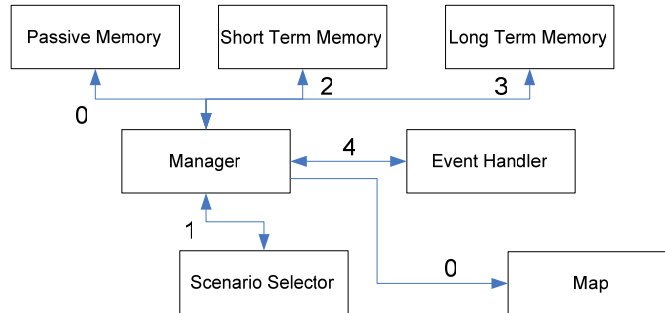 Passive Memory
Short Term Memory
Long Term Memory
0
2
3
Manager
4
Event Handler
1
Scenario Selector
0
Map